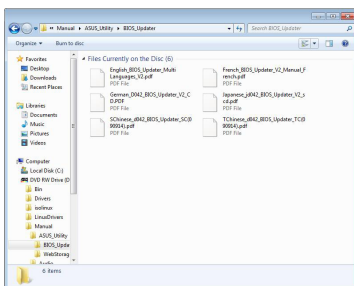 Manual
ASUS_Utility
BIOS_Updater
Search BIOS_Updater
Organize
Burn to disc
Favorites
Desktop
Downloads
Recent Places
Libraries
Documents
Music
Pictures
Videos
Computer
Local Disk (C:)
DVD RW Drive (D
Bin
Drivers
isolinux
LinuxDrivers
Manual
ASUS_Utility
BIOS_Upda
WebStorag
Audio
Files Currently on the Disc (6)
English_BIOS_Updater_Multi
Languages_V2.pdf
PDF File
French_BIOS_Updater_V2_Manual_F
rench.pdf
PDF File
German_D042_BIOS_Updater_V2_C
D.PDF
PDF File
Japanese_jd042_BIOS_Updater_V2_s
cd.pdf
PDF File
SChinese_d042_BIOS_Updater_SC(0
90914).pdf
PDF File
TChinese_d042_BIOS_Updater_TC(0
90914).pdf
PDF File
6 items